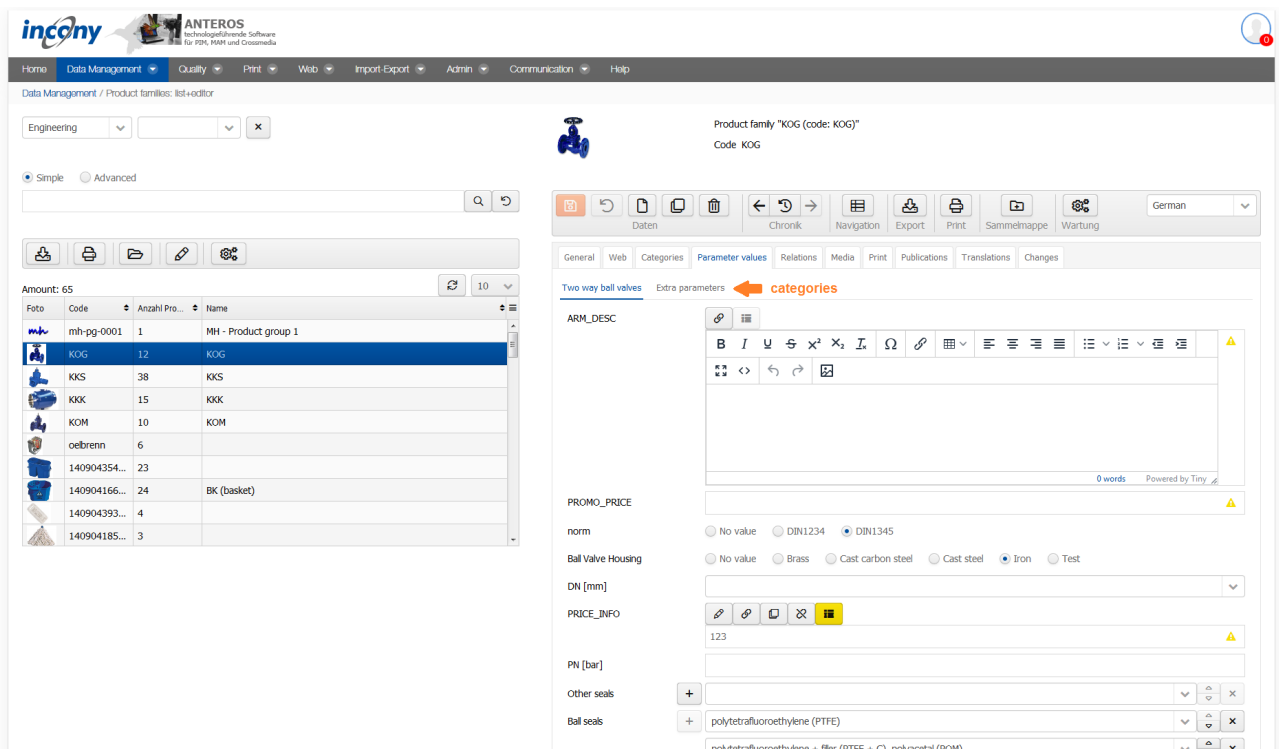 incony
ANTEROS
technologieführende Software
für PIM, MAM und Crossmedia
0
Home Data Management Quality Print Web Import-Export Admin Communication Help
Data Management / Product families: list+editor
Engineering
Product family "KOG (code: KOG)"
Code KOG
Simple Advanced
German
Daten Chronik Navigation Export Print Sammelmappe Wartung
General Web Categories Parameter values Relations Media Print Publications Translations Changes
Amount: 65
10
Two way ball valves Extra parameters categories
Foto Code Anzahl Pro... Name
mh mh-pg-0001 1 MH - Product group 1
KOG 12 KOG
KKS 38 KKS
KKK 15 KKK
KOM 10 KOM
oelbrenn 6
140904354... 23
140904166... 24 BK (basket)
140904393... 4
140904185... 3
ARM_DESC
0 words Powered by Tiny
PROMO_PRICE
norm No value DIN1234 DIN1345
Ball Valve Housing No value Brass Cast carbon steel Cast steel Iron Test
DN [mm]
PRICE_INFO
123
PN [bar]
Other seals
Ball seals polytetrafluoroethylene (PTFE)
polytetrafluoroethylene + filler (PTFE + C), polyacetal (POM)